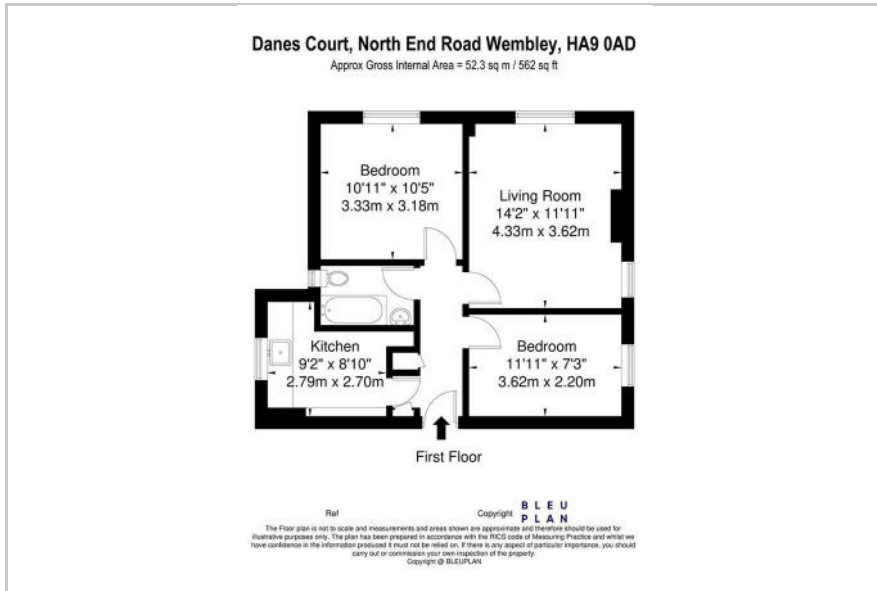 Danes Court, North End Road Wembley, HA9 0AD
Approx Gross Internal Area = 52.3 sq m / 562 sq ft
Bedroom
10'11" x 10'5"
3.33m x 3.18m
Living Room
14'2" x 11'11"
4.33m x 3.62m
Kitchen
9'2" x 8'10"
2.79m x 2.70m
Bedroom
11'11" x 7'3"
3.62m x 2.20m
First Floor
Ref
Copyright
BLEU
PLAN
The Floor plan is not to scale and measurements and areas shown are approximate and therefore should be used for
illustrative purposes only. The plan has been prepared in accordance with the RICS code of Measuring Practice and whilst we
have confidence in the information produced it must not be relied on. If there is any aspect of particular importance, you should
carry out or commission your own inspection of the property.
Copyright @ BLEUPLAN